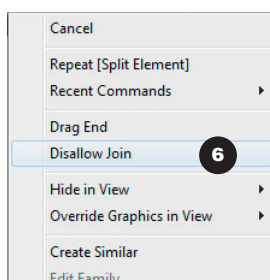 Cancel
Repeat [Split Element]
Recent Commands
Drag End
Disallow Join 6
Hide in View
Override Graphics in View
Create Similar
Edit Family